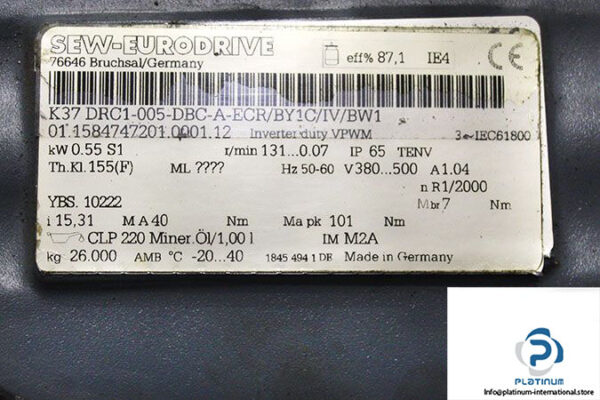 SEW-EURODRIVE
76646 Bruchsal/Germany
eff% 87,1 IE4
CE
K37 DRC1-005-DBC-A-ECR/BY1C/IV/BW1
01.1584747201.0001.12 Inverter duty VPWM 3~IEC61800
kW 0.55 S1 r/min 131...0.07 IP 65 TENV
Th.Kl. 155(F) ML ???? Hz 50-60 V 380...500 A 1.04
n R1/2000
YBS. 10222 Mbr 7 Nm
i 15,31 M A 40 Nm Ma pk 101 Nm
CLP 220 Miner.Öl/1,00 l IM M2A
kg 26.000 AMB °C -20...40 1845 494 1 DE Made in Germany
PLATINUM
Info@platinum-international.store